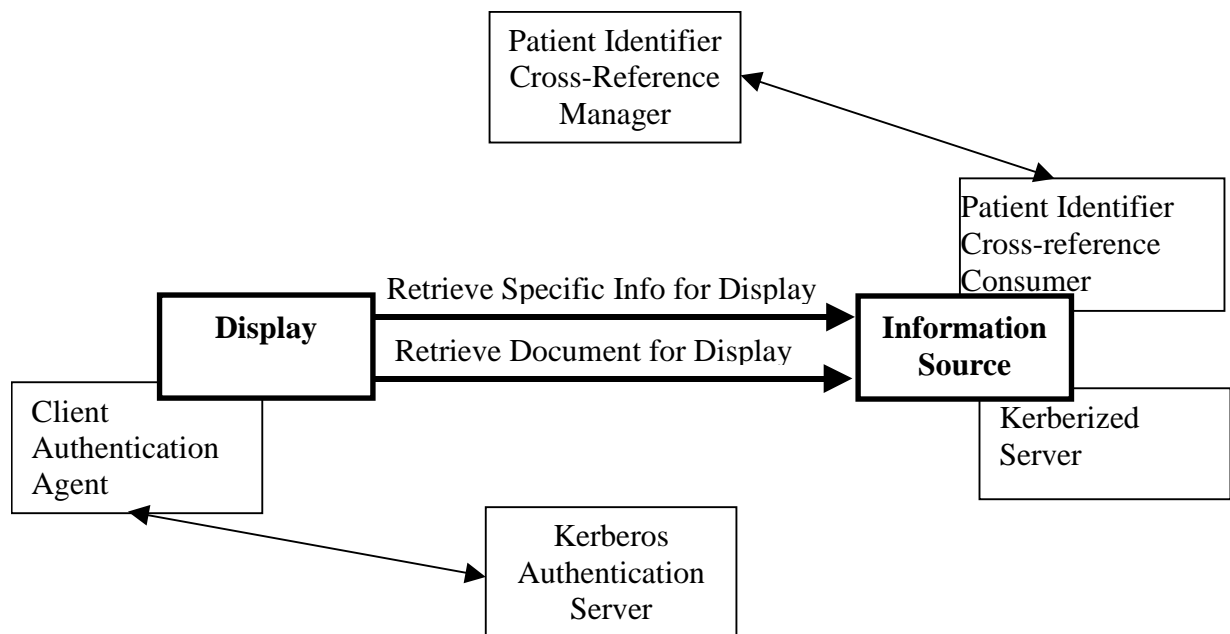 Patient Identifier
Cross-Reference
Manager
Patient Identifier
Cross-reference
Consumer
Retrieve Specific Info for Display
Display
Information
Source
Retrieve Document for Display
Client
Authentication
Agent
Kerberized
Server
Kerberos
Authentication
Server